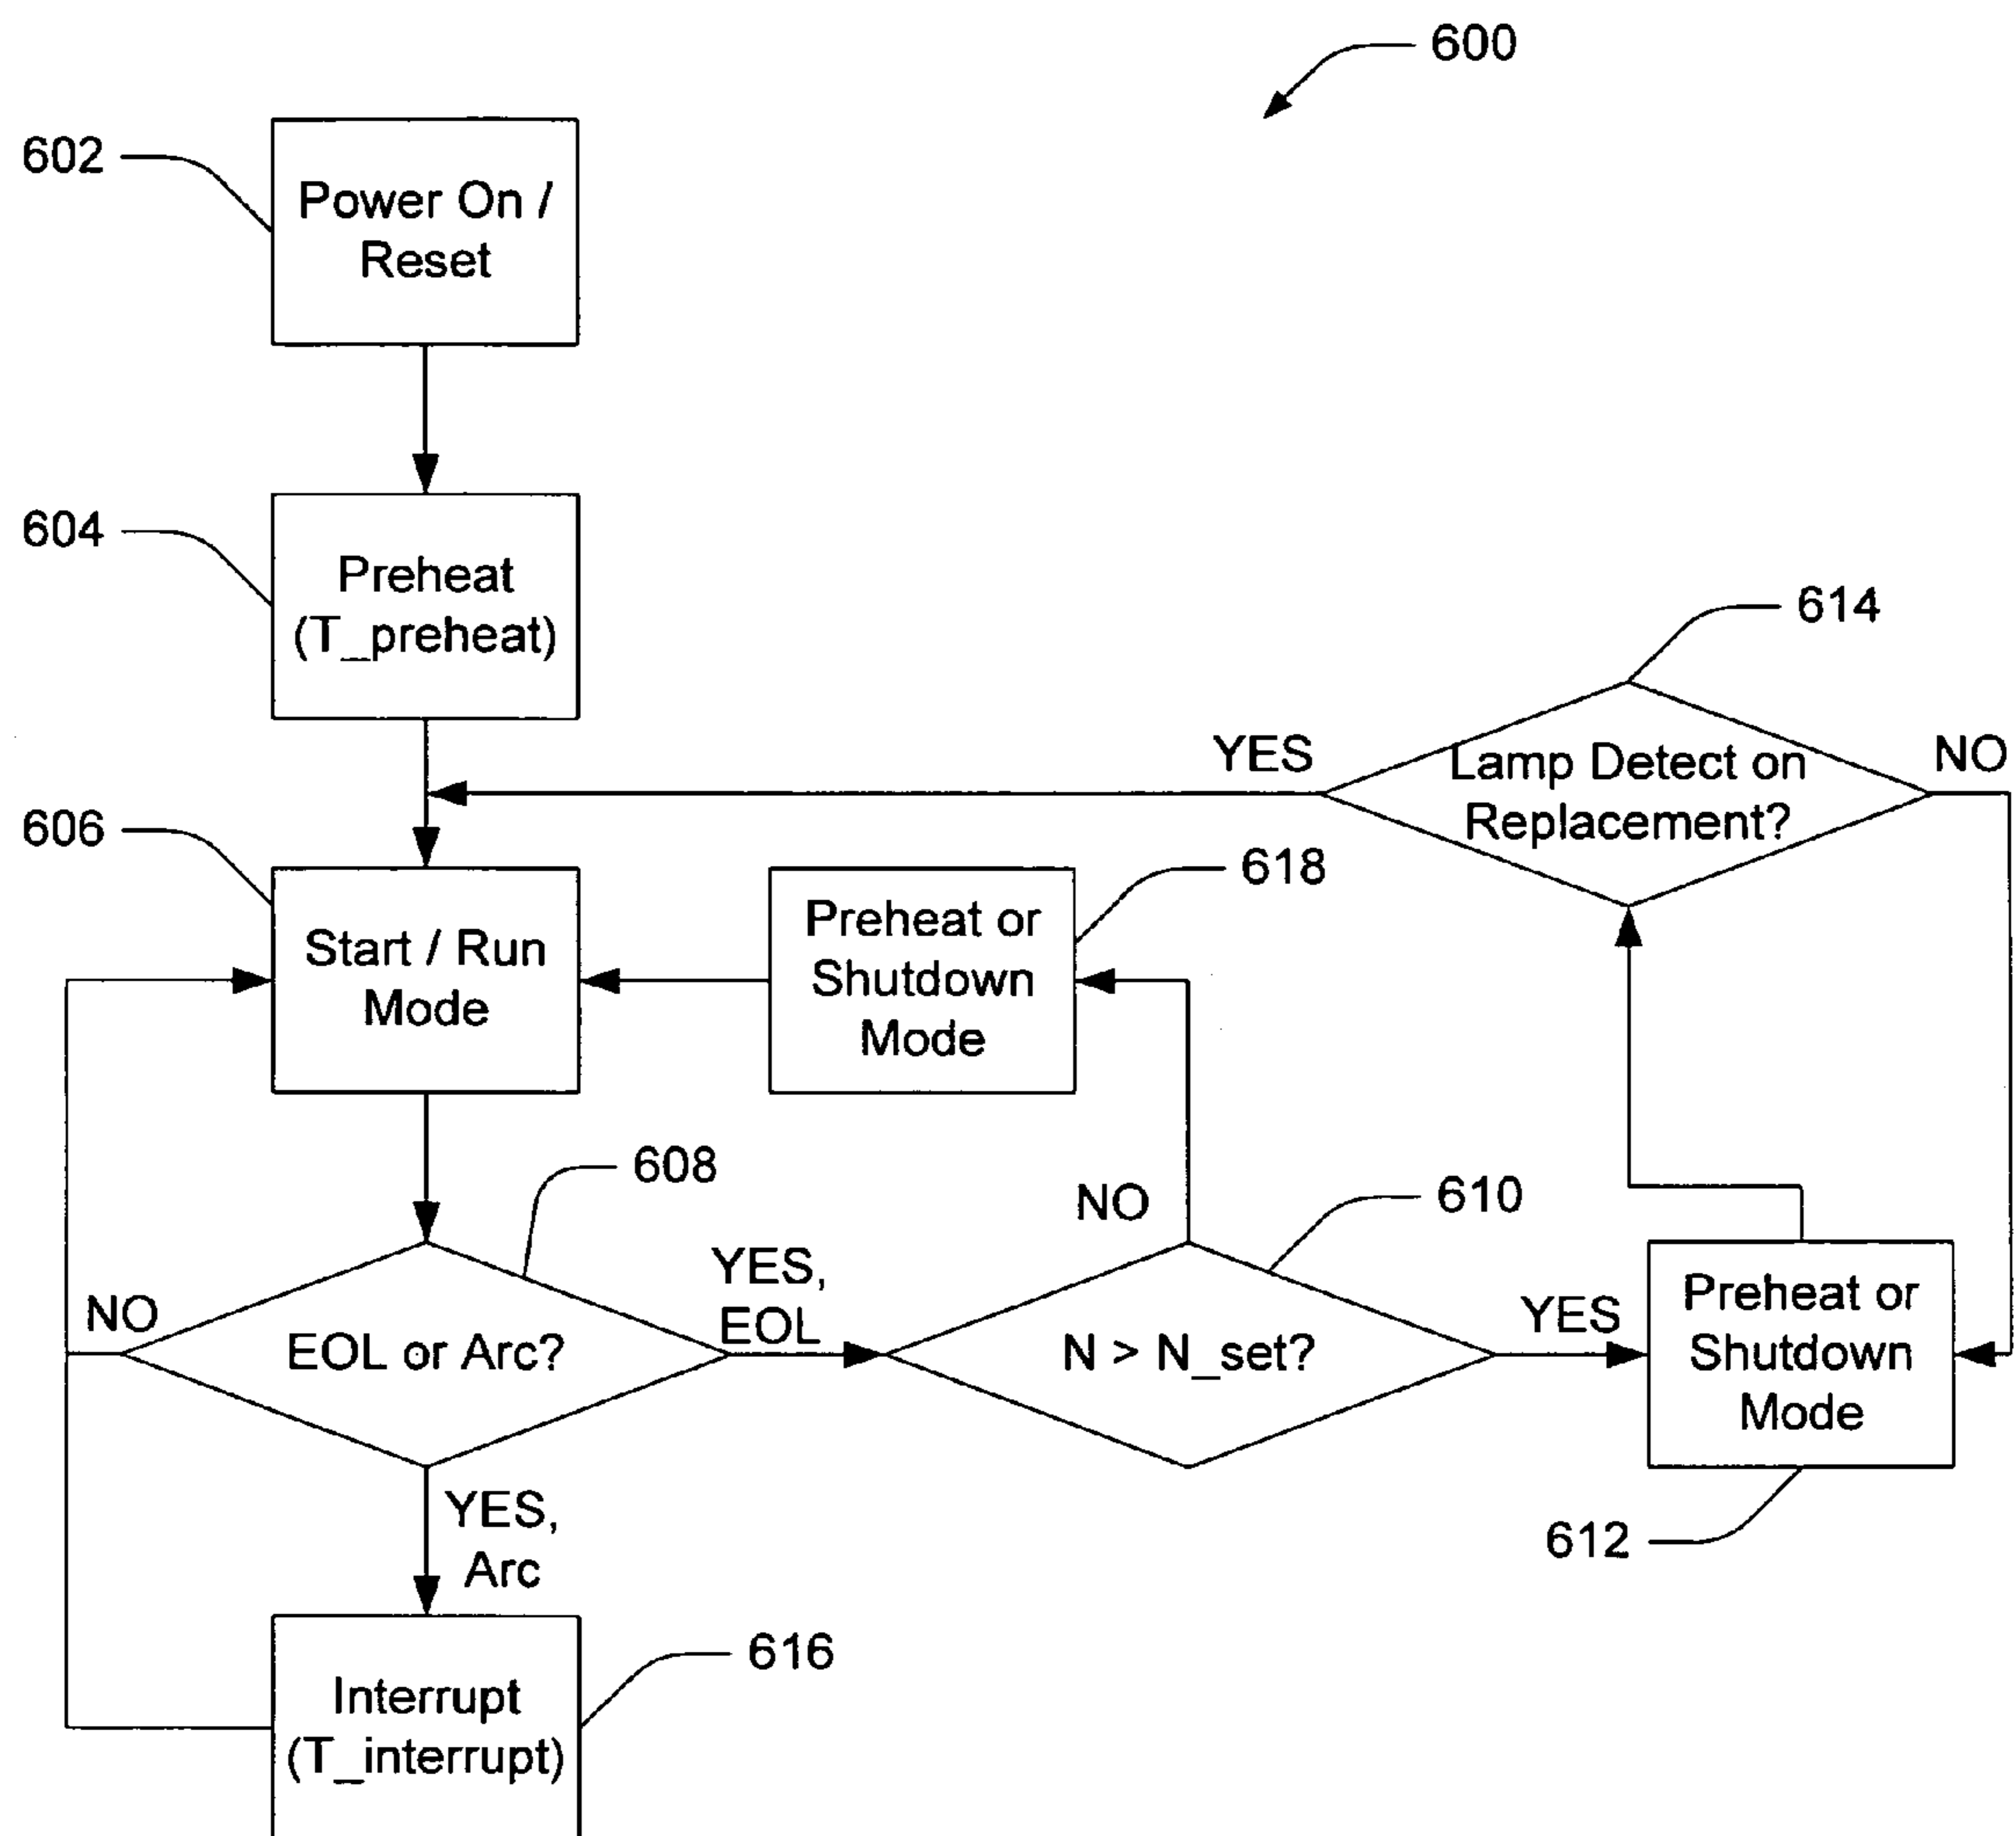 600
602
Power On /
Reset
604
Preheat
(T_preheat)
614
YES
Lamp Detect on
Replacement?
NO
606
Start / Run
Mode
618
Preheat or
Shutdown
Mode
608
NO
610
NO
EOL or Arc?
YES,
EOL
N > N_set?
YES
Preheat or
Shutdown
Mode
YES,
Arc
612
616
Interrupt
(T_interrupt)